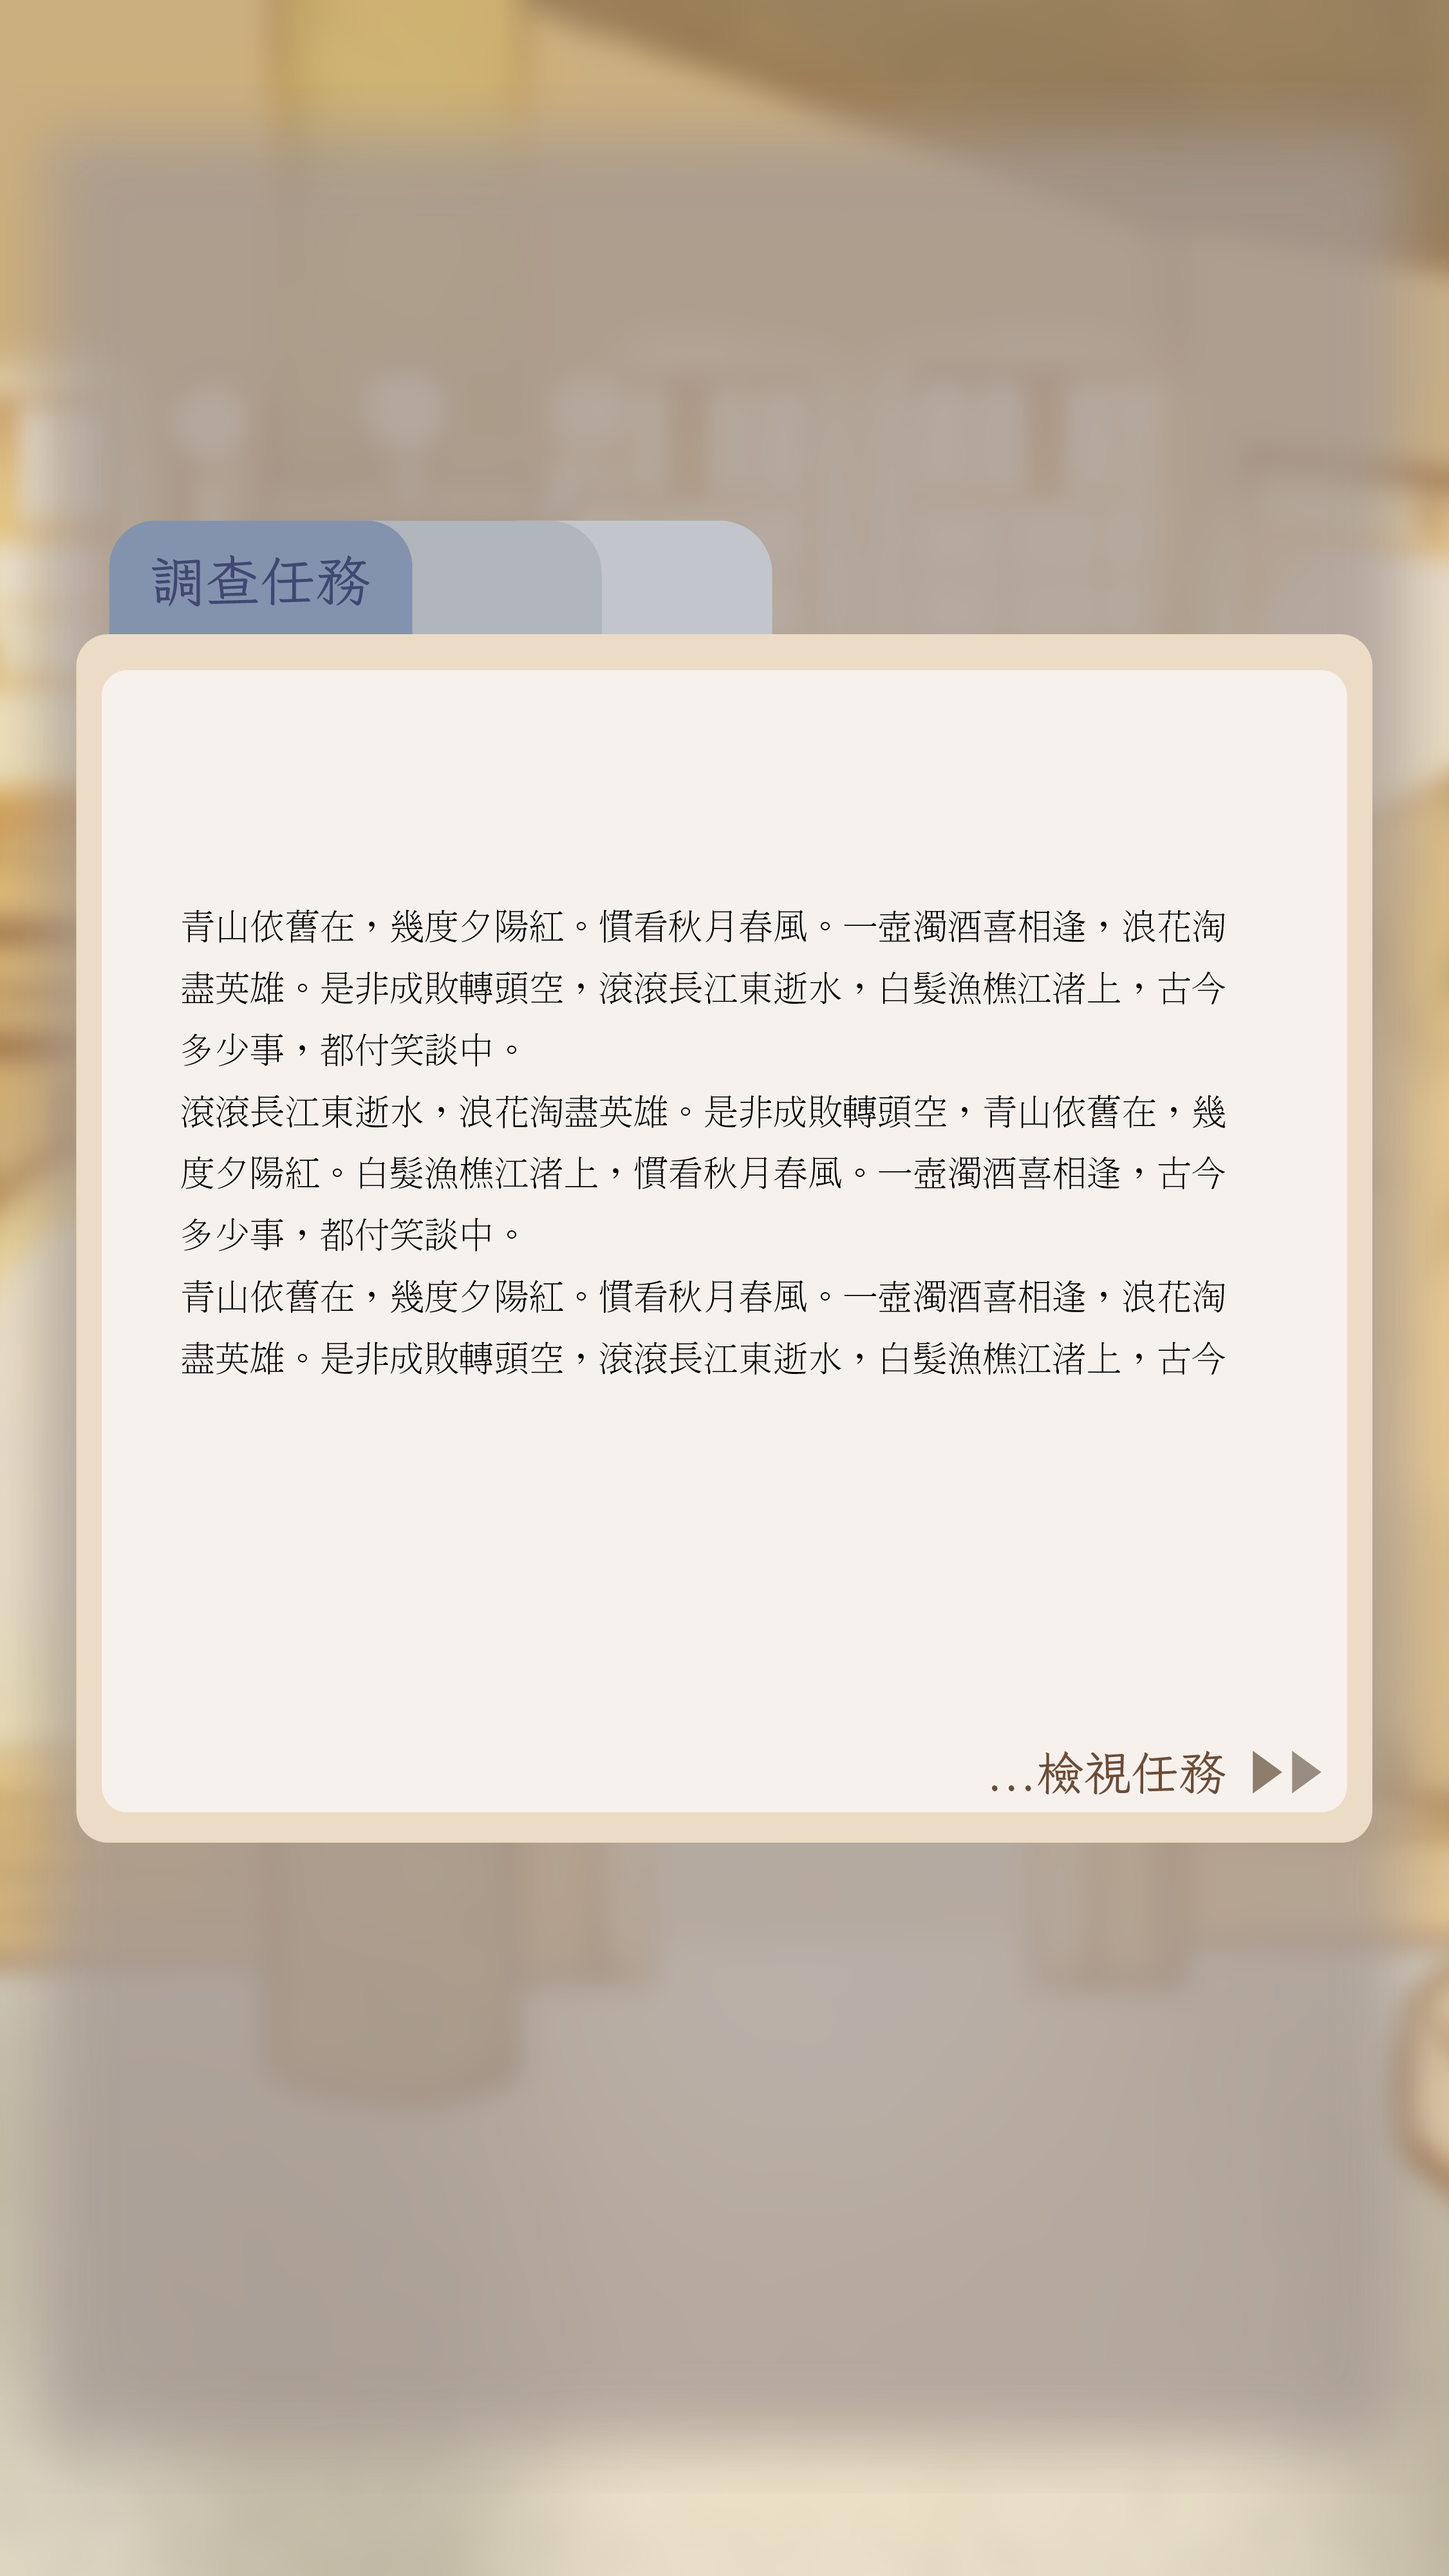 調查任務
青山依舊在，幾度夕陽紅。慣看秋月春風。一壺濁酒喜相逢，浪花淘
盡英雄。是非成敗轉頭空，滾滾長江東逝水，白髮漁樵江渚上，古今
多少事，都付笑談中。
滾滾長江東逝水，浪花淘盡英雄。是非成敗轉頭空，青山依舊在，幾
度夕陽紅。白髮漁樵江渚上，慣看秋月春風。一壺濁酒喜相逢，古今
多少事，都付笑談中。
青山依舊在，幾度夕陽紅。慣看秋月春風。一壺濁酒喜相逢，浪花淘
盡英雄。是非成敗轉頭空，滾滾長江東逝水，白髮漁樵江渚上，古今
...檢視任務